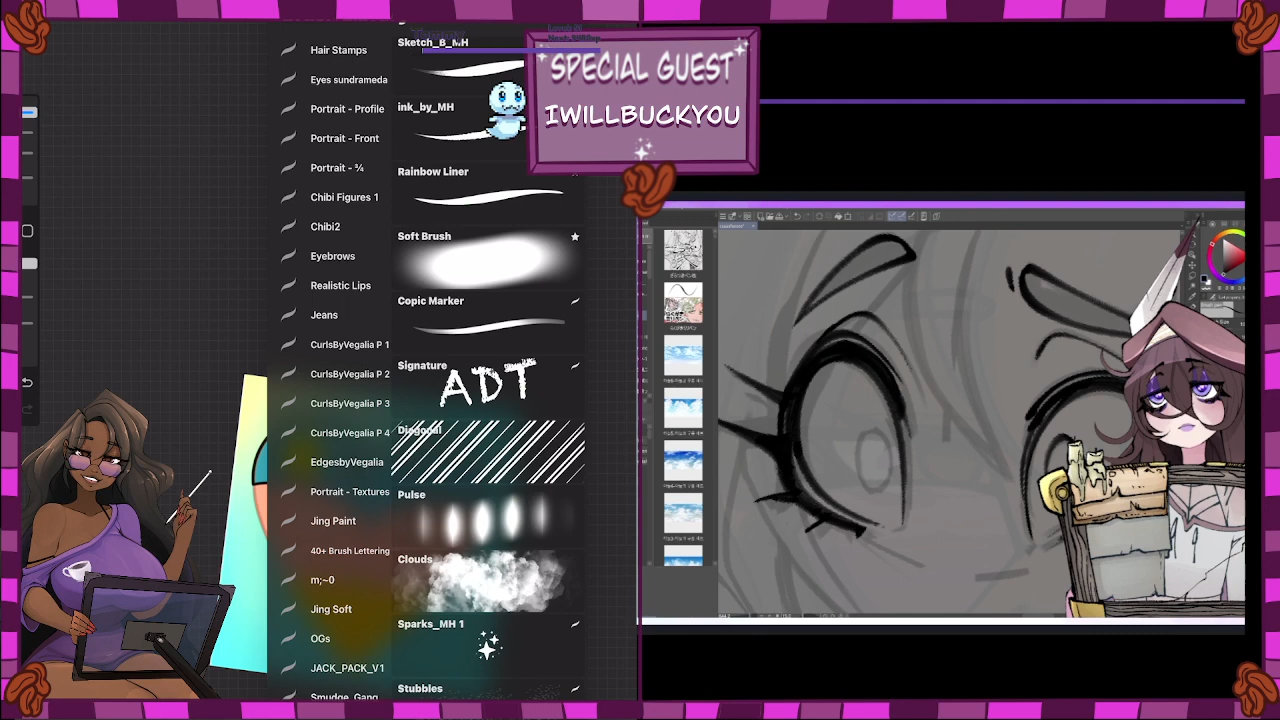 Hair Stamps
Eyes sundrameda
Portrait - Profile
Portrait - Front
Portrait - ¾
Chibi Figures 1
Chibi2
Eyebrows
Realistic Lips
Jeans
CurlsByVegalia P 1
CurlsByVegalia P 2
CurlsByVegalia P 3
CurlsByVegalia P 4
EdgesbyVegalia
Portrait - Textures
Jing Paint
40+ Brush Lettering
m;~0
Jing Soft
OGs
JACK_PACK_V1
Smudge_Gang
Sketch_B_MH
ink_by_MH
Rainbow Liner
Soft Brush
Copic Marker
Signature
ADT
Diagonal
Pulse
Clouds
Sparks_MH 1
Stubbles
SPECIAL GUEST
IWILLBUCKYOU